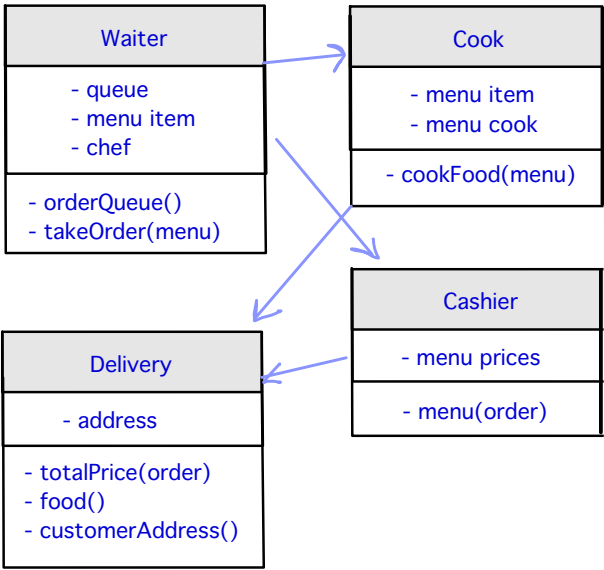 Waiter
- queue
- menu item
- chef
- orderQueue()
- takeOrder(menu)
Cook
- menu item
- menu cook
- cookFood(menu)
Delivery
- address
- totalPrice(order)
- food()
- customerAddress()
Cashier
- menu prices
- menu(order)